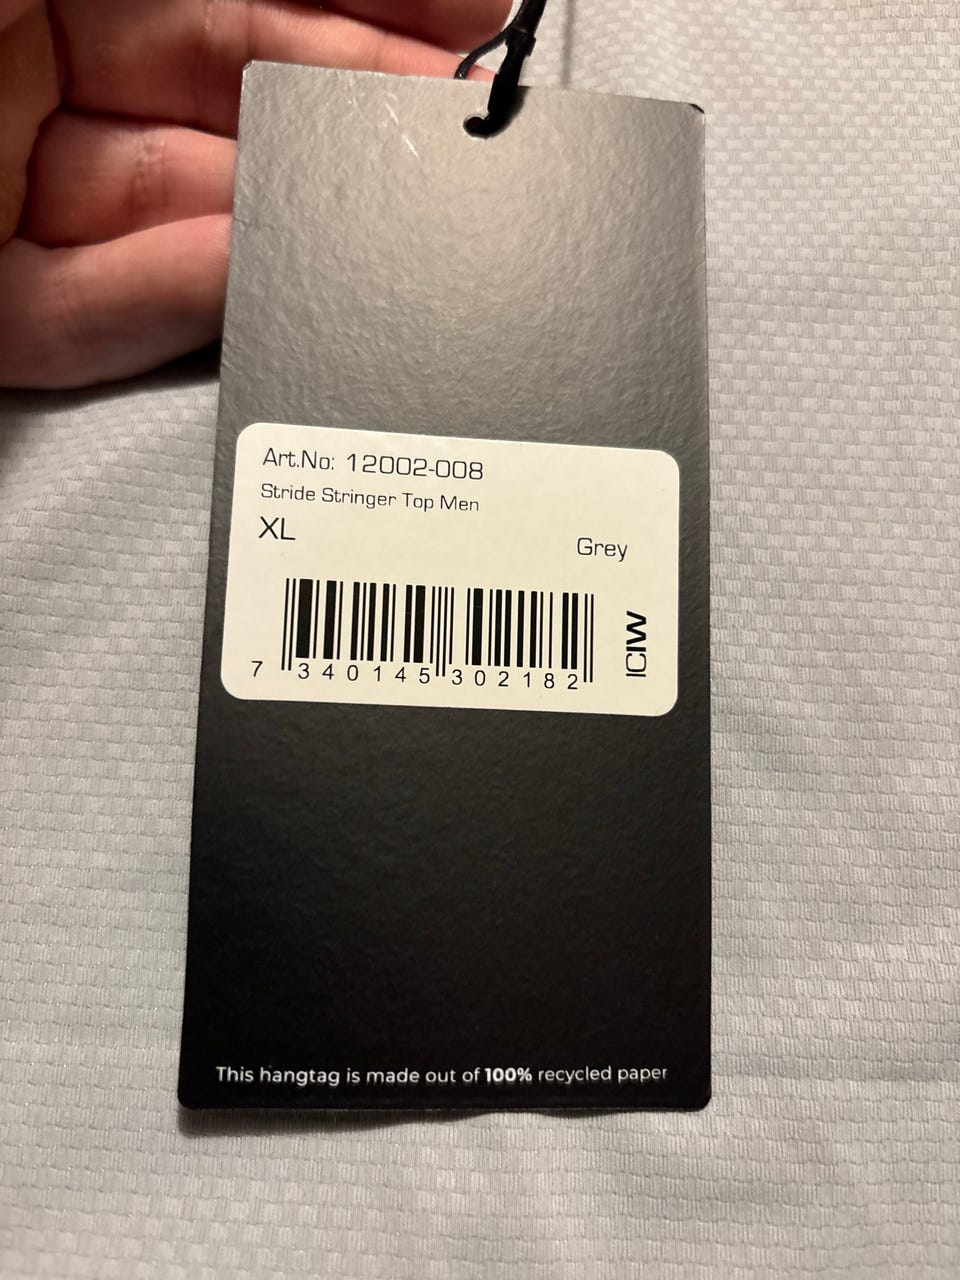 Art.No: 12002-008
Stride Stringer Top Men
XL
Grey
ICIW
7 340145 302182
This hangtag is made out of 100% recycled paper